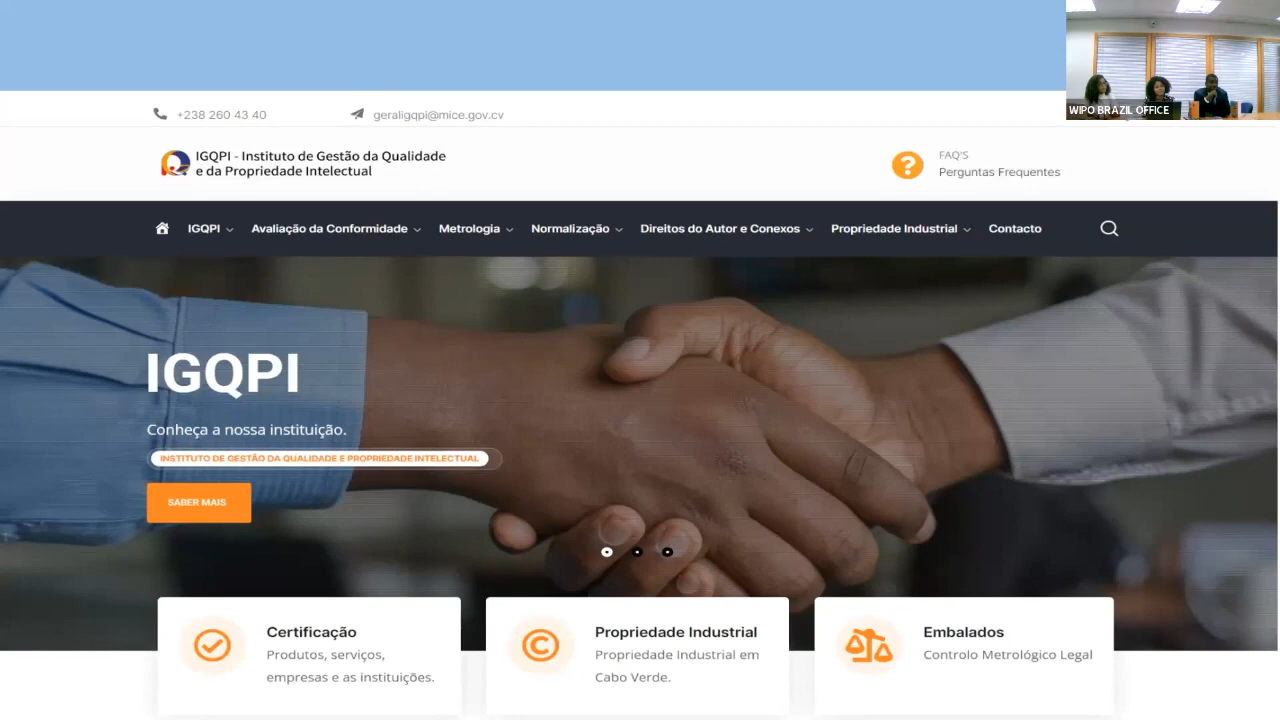 WIPO BRAZIL OFFICE
+238 260 43 40
geraligqpi@mice.gov.cv
IGQPI - Instituto de Gestão da Qualidade
e da Propriedade Intelectual
FAQ'S
Perguntas Frequentes
IGQPI
Avaliação da Conformidade
Metrologia
Normalização
Direitos do Autor e Conexos
Propriedade Industrial
Contacto
IGQPI
Conheça a nossa instituição.
INSTITUTO DE GESTÃO DA QUALIDADE E PROPRIEDADE INTELECTUAL
SABER MAIS
Certificação
Produtos, serviços,
empresas e as instituições.
Propriedade Industrial
Propriedade Industrial em
Cabo Verde.
Embalados
Controlo Metrológico Legal